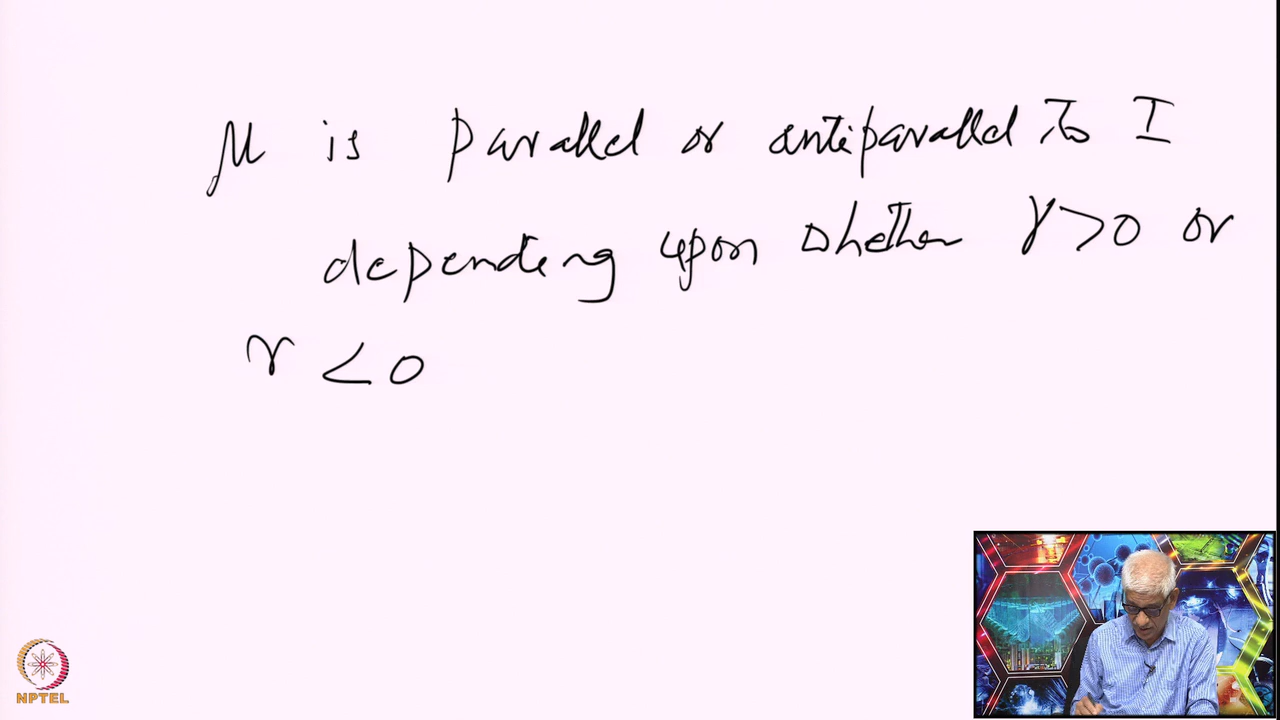 μ is parallel or antiparallel to I
depending upon whether γ>0 or
γ <0
NPTEL